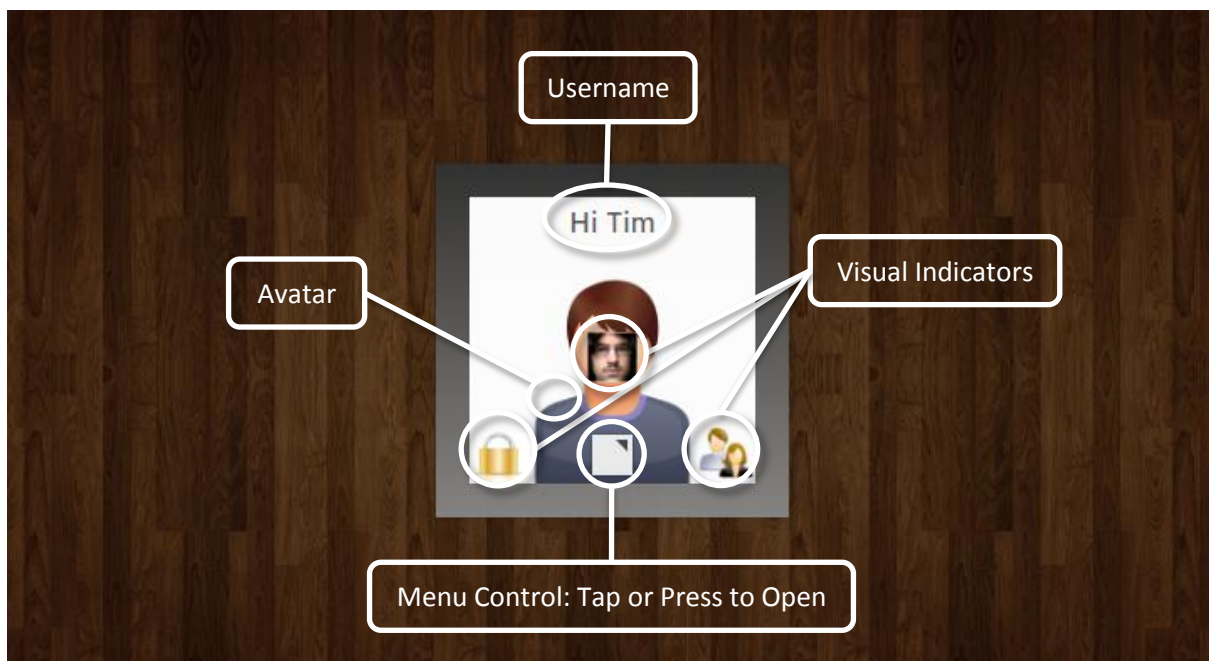 Username
Hi Tim
Visual Indicators
Avatar
Menu Control: Tap or Press to Open